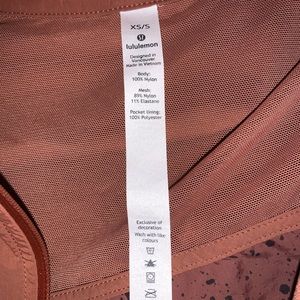 XS/S
lululemon
Designed in
Vancouver
Made in Vietnam
Body:
100% Nylon
Mesh:
89% Nylon
11% Elastane
Pocket lining:
100% Polyester
Exclusive of
decoration
Wash with like
colours